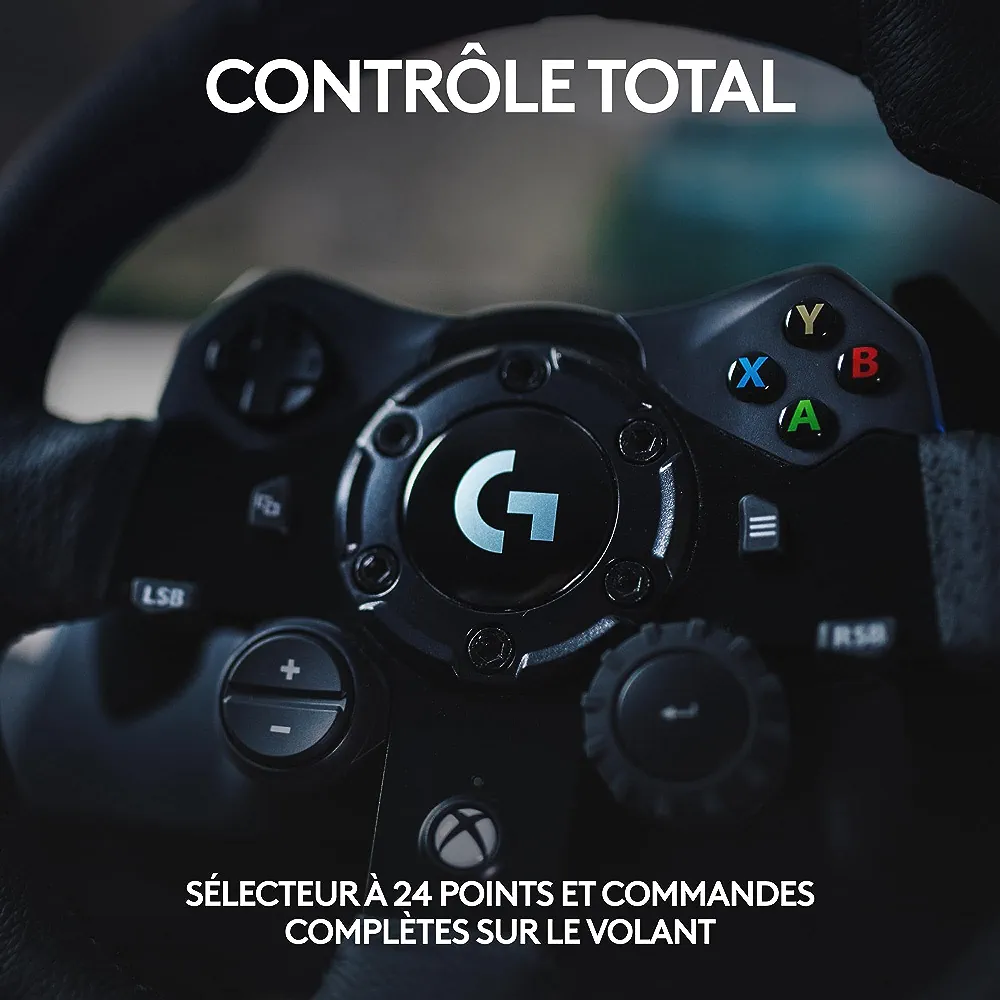 CONTRÔLE TOTAL
Y
X
B
A
LSB
RSB
+
-
SÉLECTEUR À 24 POINTS ET COMMANDES
COMPLÈTES SUR LE VOLANT